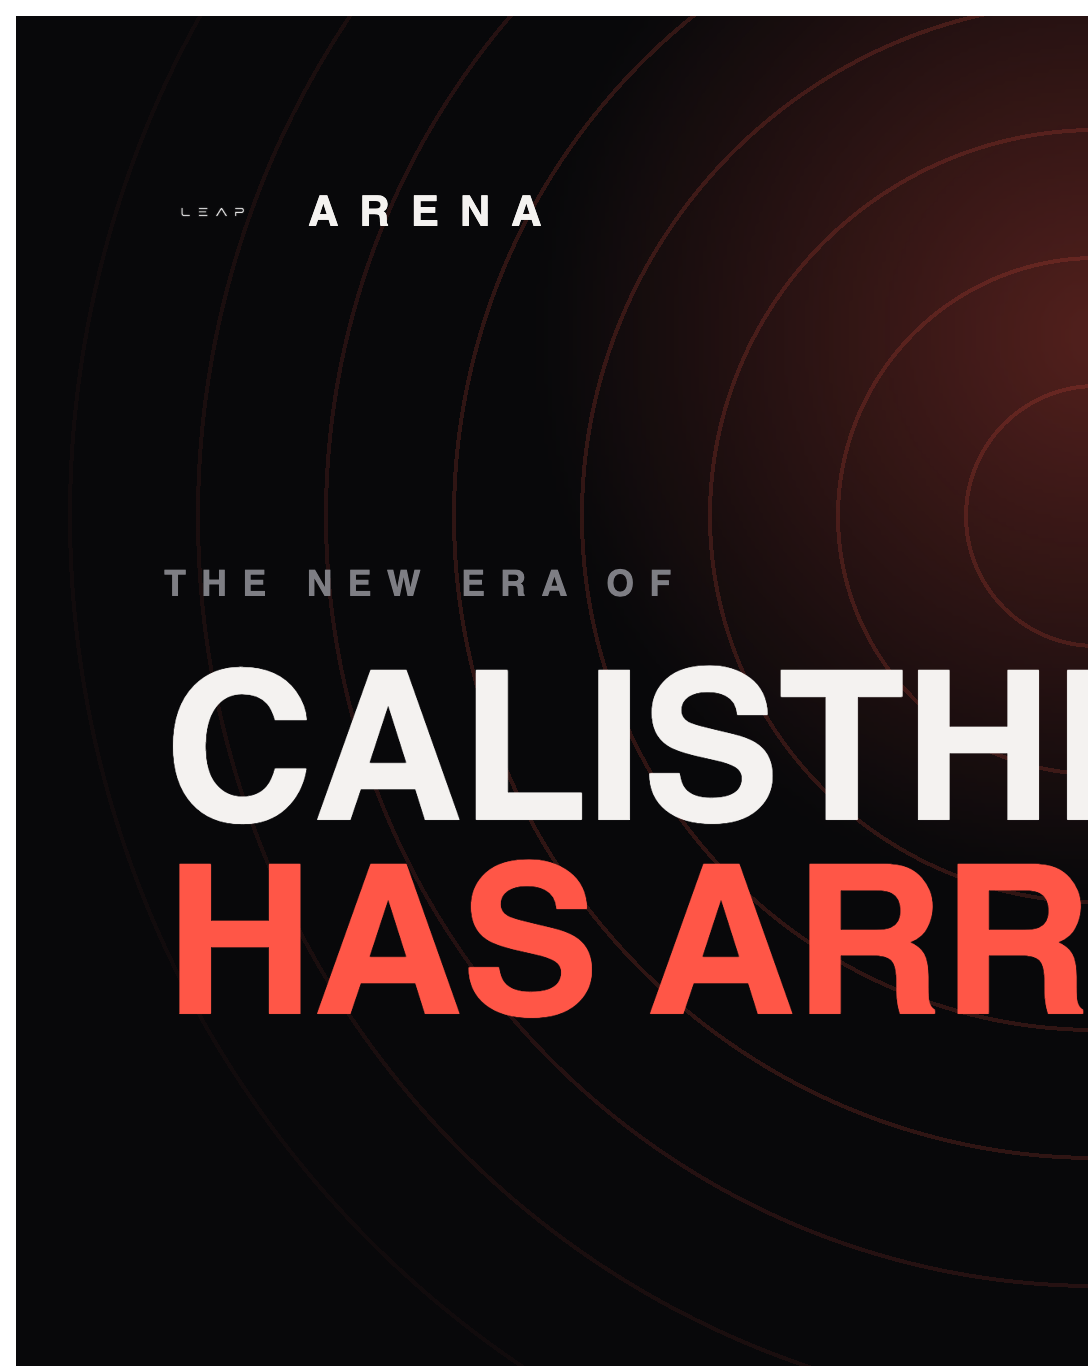 LEAP ARENA
THE NEW ERA OF
CALISTH
HAS ARR